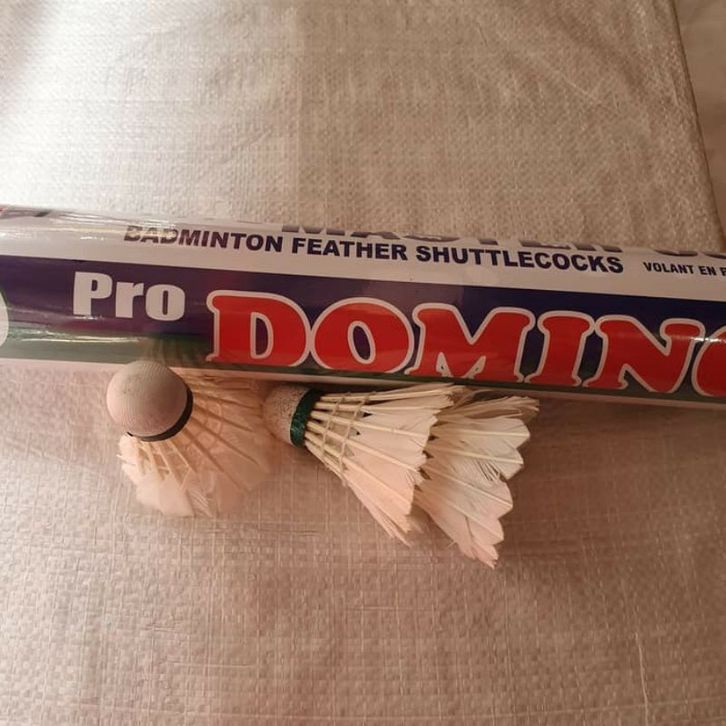 BADMINTON FEATHER SHUTTLECOCKS VOLANT EN
Pro DOMINO